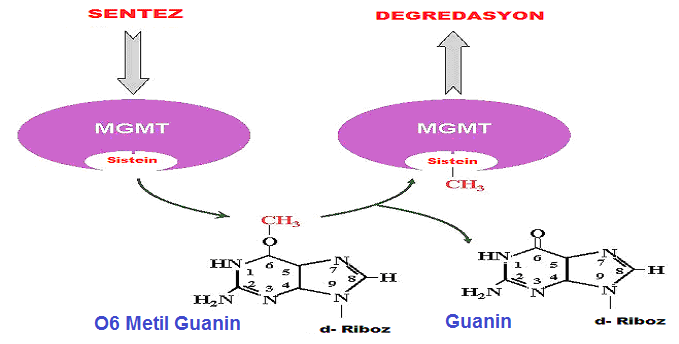 SENTEZ
DEGREDASYON
MGMT
Sistein
MGMT
Sistein
CH3
CH3
O
HN 1 6 5 N 7 8 H
H2N 2 N 3 4 9 N
O6 Metil Guanin
d- Riboz
O
HN 1 6 5 N 7 8 H
H2N 2 N 3 4 9 N
Guanin
d- Riboz